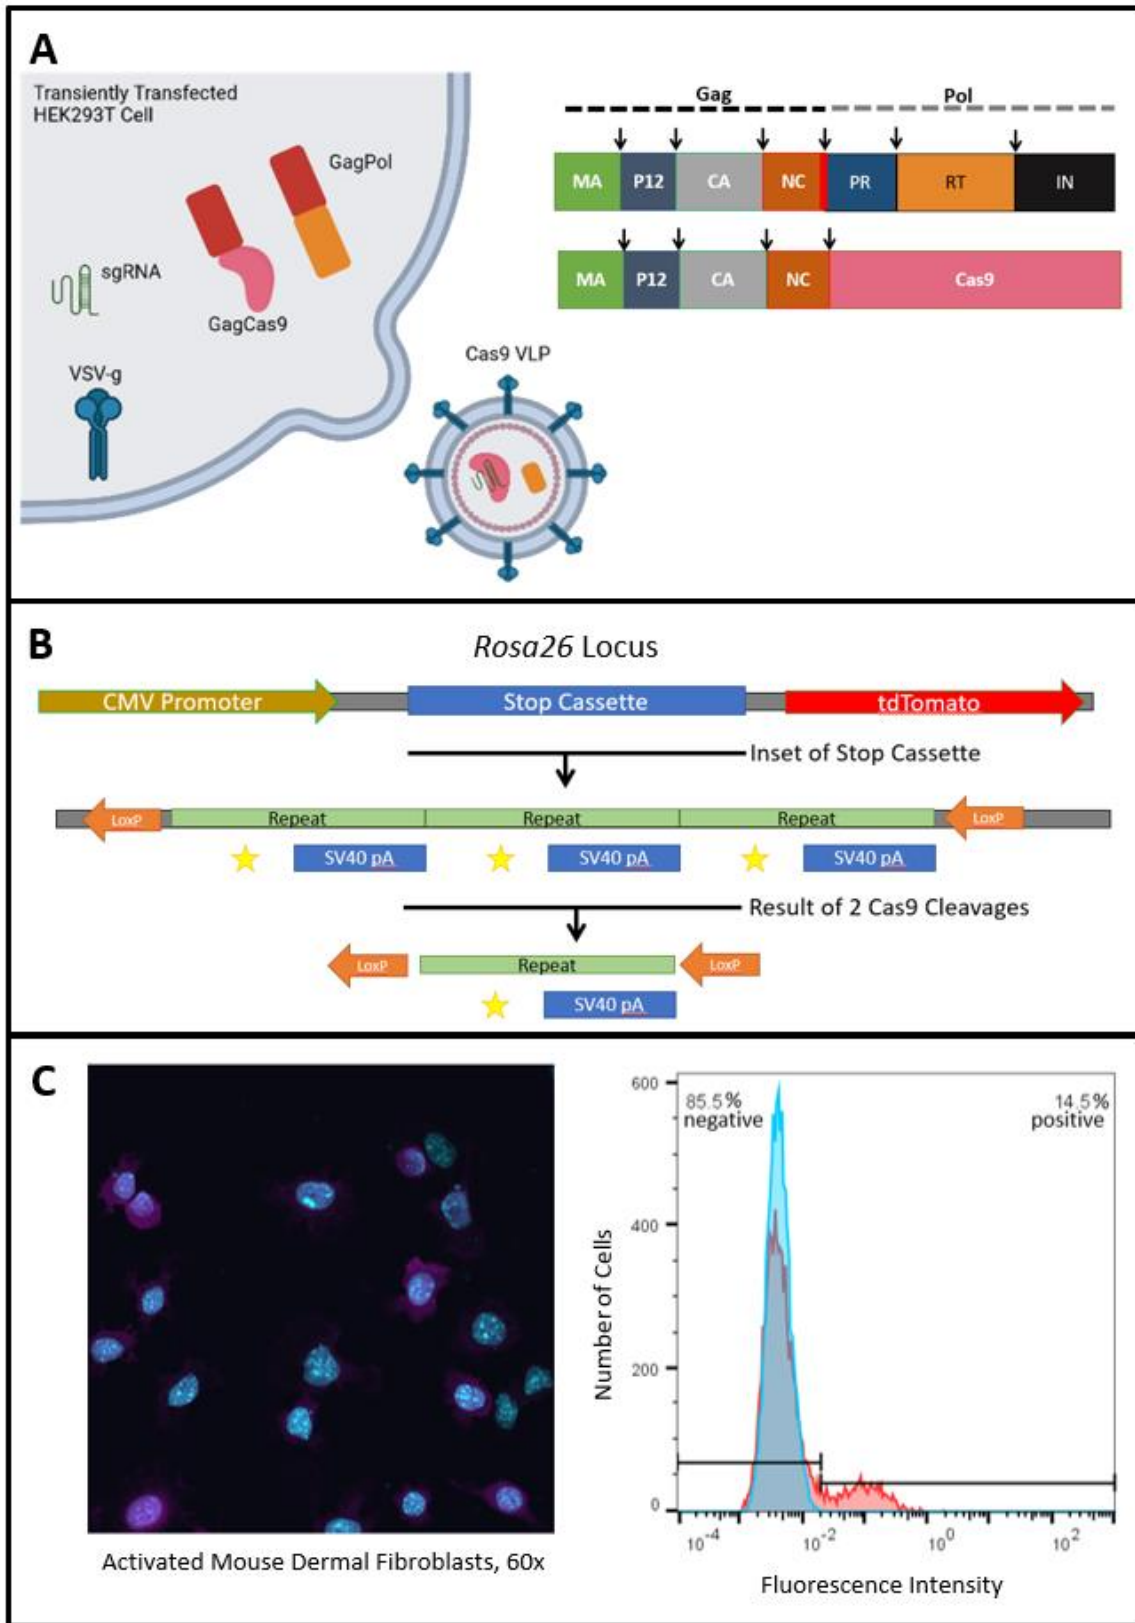 A
Transiently Transfected
HEK293T Cell
GagPol
sgRNA
GagCas9
VSV-g
Cas9 VLP
Gag Pol
MA P12 CA NC PR RT IN
MA P12 CA NC Cas9
B
Rosa26 Locus
CMV Promoter Stop Cassette tdTomato
Inset of Stop Cassette
LoxP Repeat Repeat Repeat LoxP
SV40 pA SV40 pA SV40 pA
Result of 2 Cas9 Cleavages
LoxP Repeat LoxP
SV40 pA
C
Activated Mouse Dermal Fibroblasts, 60x
600
400
200
0
Number of Cells
85.5%
negative
14.5%
positive
10-4 10-2 100 102
Fluorescence Intensity